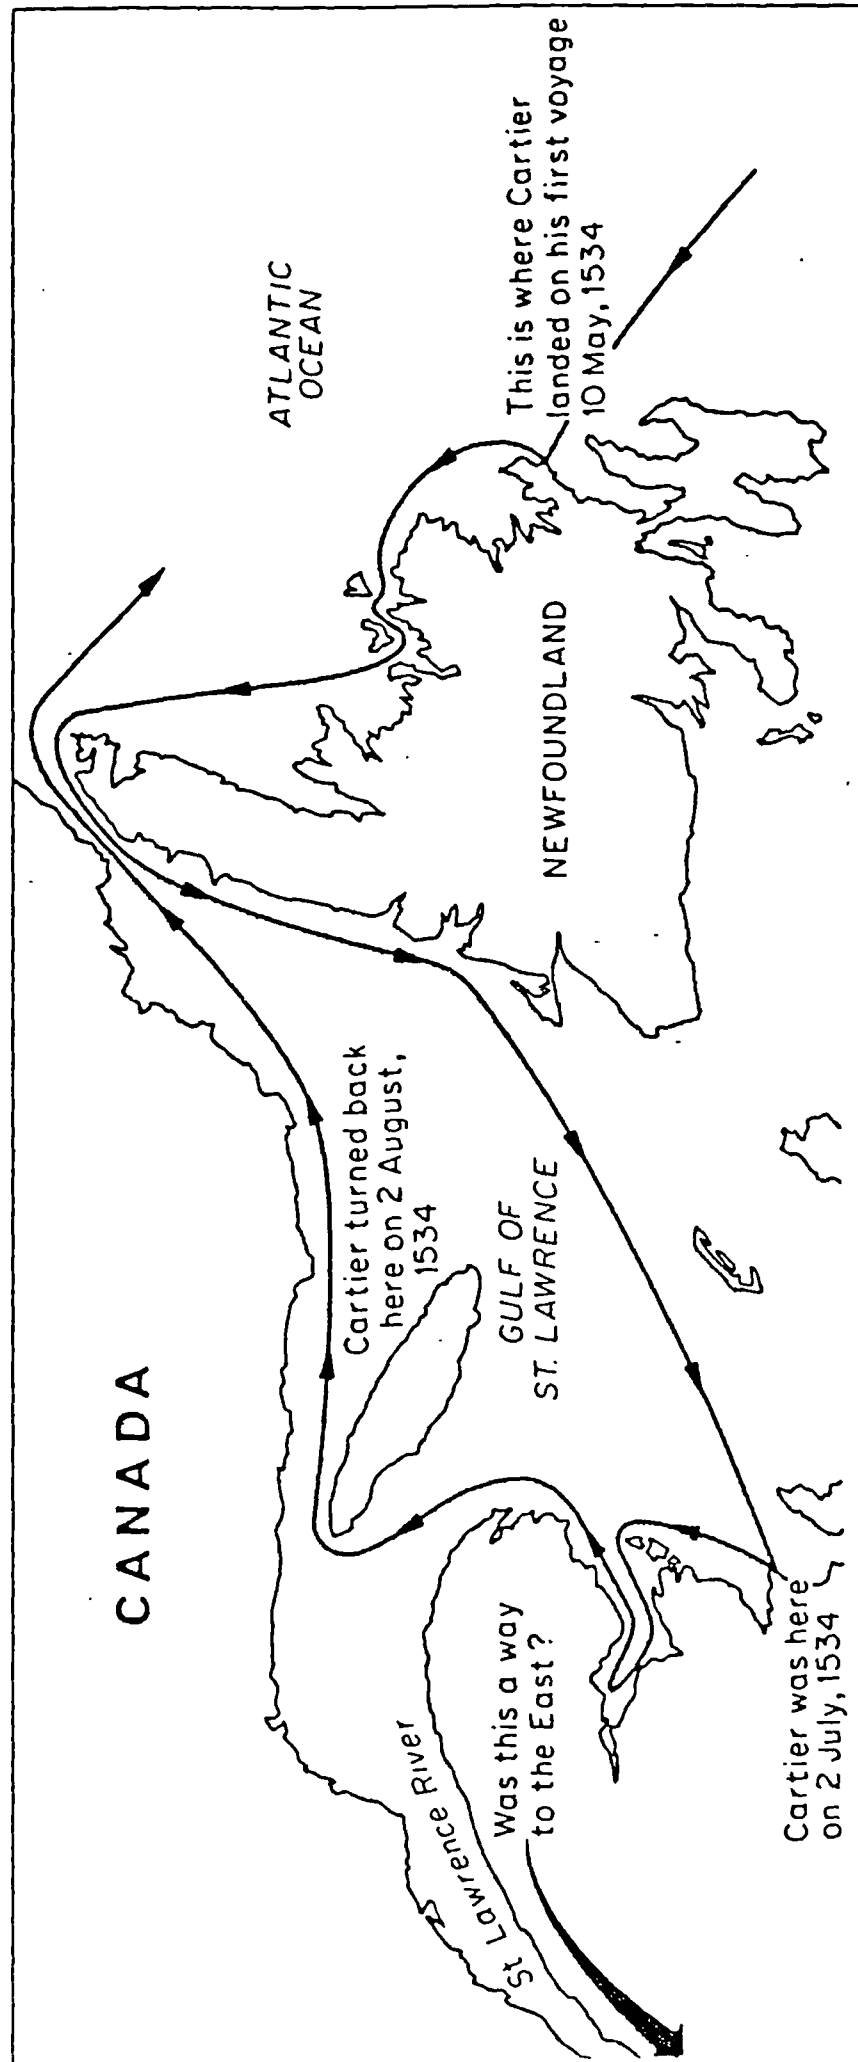 CANADA
ATLANTIC
OCEAN
Cartier turned back
here on 2 August,
1534
St Lawrence River
GULF OF
ST. LAWRENCE
Was this a way
to the East?
NEWFOUNDLAND
This is where Cartier
landed on his first voyage
10 May, 1534
Cartier was here
on 2 July, 1534